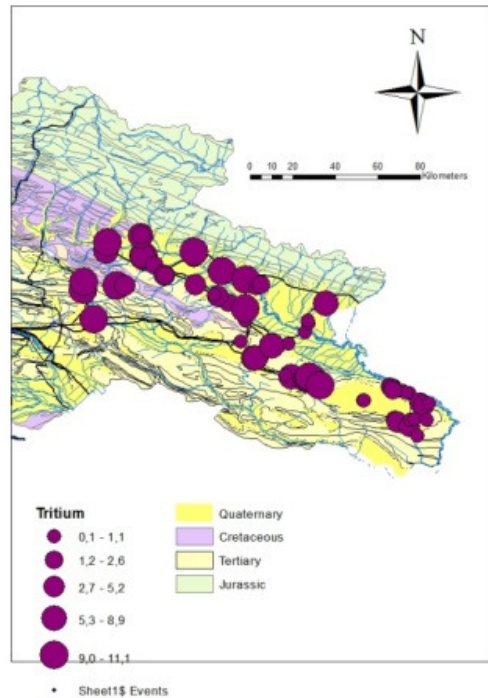 N
0 5 10 20 40 60 80
Kilometers
Tritium
0,1 - 1,1
1,2 - 2,6
2,7 - 5,2
5,3 - 8,9
9,0 - 11,1
Sheet1$ Events
Quaternary
Cretaceous
Tertiary
Jurassic